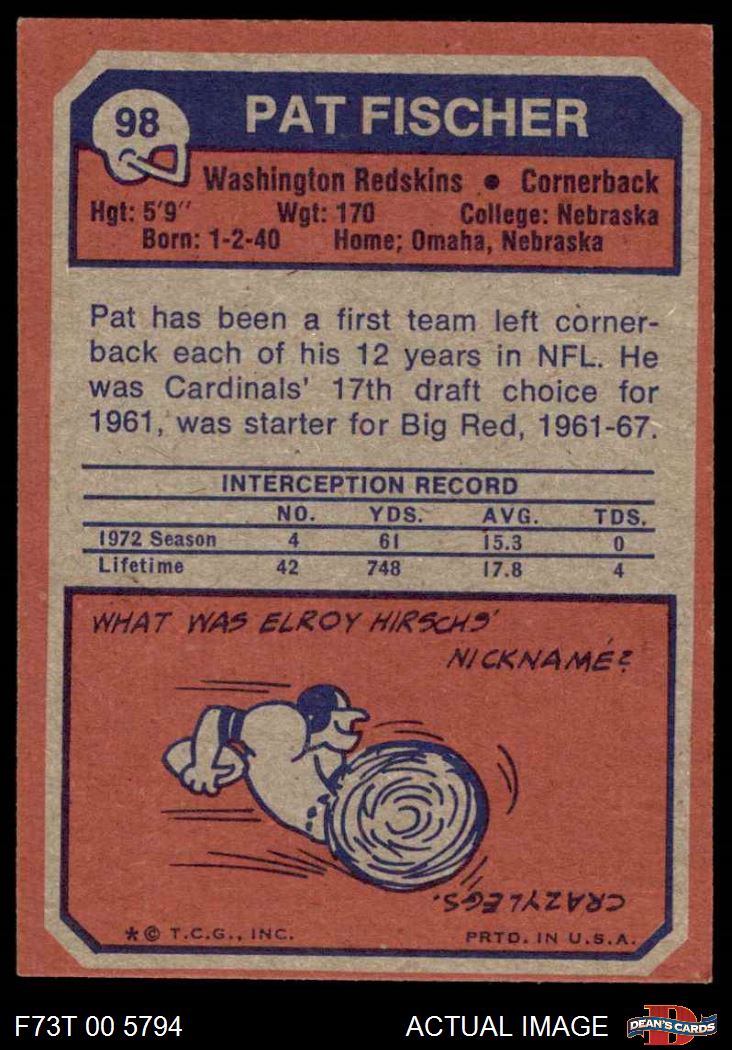 98
PAT FISCHER
Washington Redskins • Cornerback
Hgt: 5'9" Wgt: 170 College: Nebraska
Born: 1-2-40 Home; Omaha, Nebraska
Pat has been a first team left corner-
back each of his 12 years in NFL. He
was Cardinals' 17th draft choice for
1961, was starter for Big Red, 1961-67.
INTERCEPTION RECORD
NO. YDS. AVG. TDS.
1972 Season 4 61 15.3 0
Lifetime 42 748 17.8 4
WHAT WAS ELROY HIRSCHS'
NICKNAME?
CRAZYLEGS.
* © T.C.G., INC. PRTD. IN U.S.A.
F73T 00 5794 ACTUAL IMAGE DEAN'S CARDS